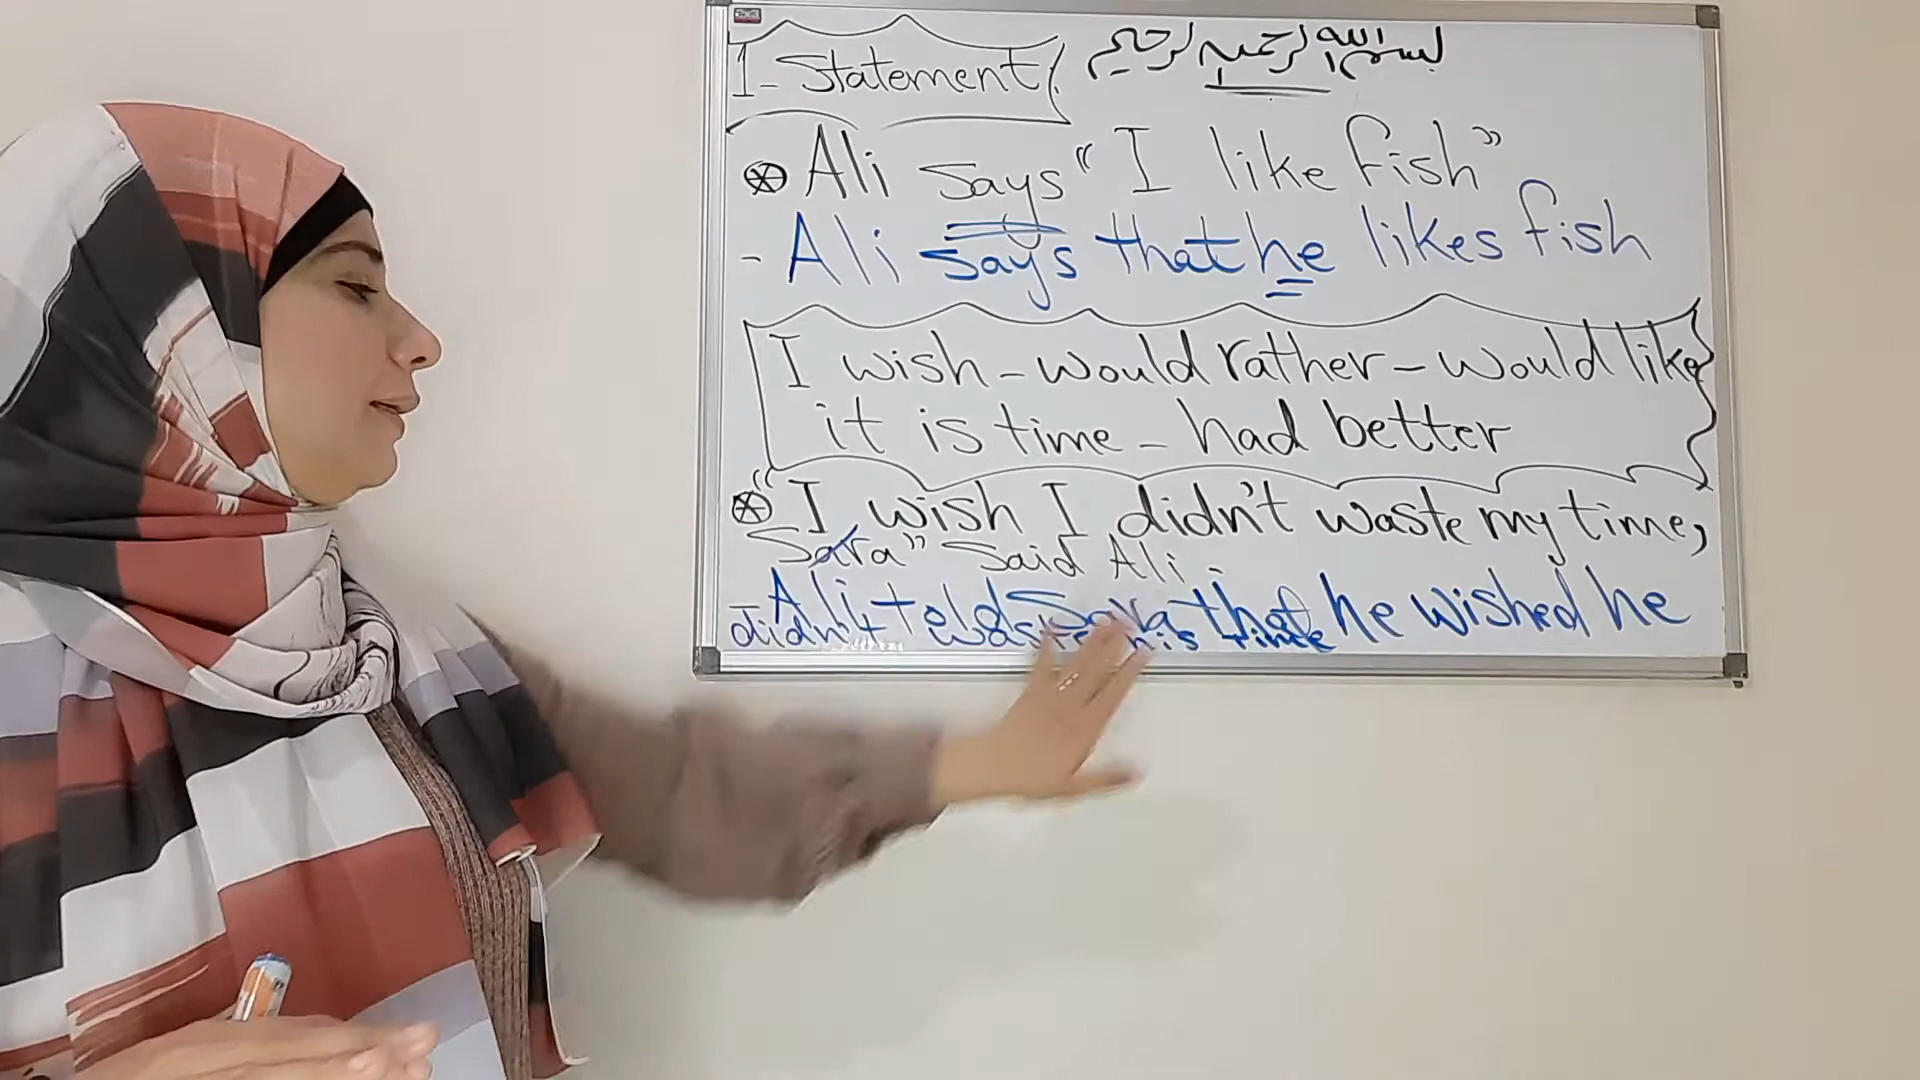 بسم الله الرحمن الرحيم
1- Statement:
Ali says “I like fish”
- Ali says that he likes fish
I wish - would rather - would like
it is time - had better
“I wish I didn't waste my time,
Sara” said Ali
- Ali told Sara that he wished he
didn't waste his time